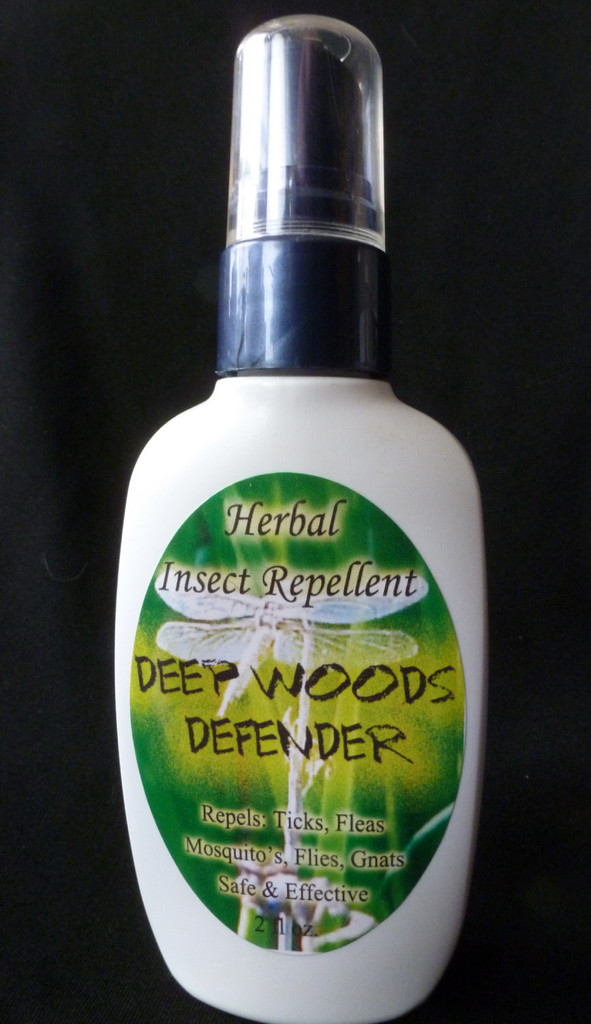 Herbal
Insect Repellent
DEEP WOODS
DEFENDER
Repels: Ticks, Fleas
Mosquito's, Flies, Gnats
Safe & Effective
2 fl oz.